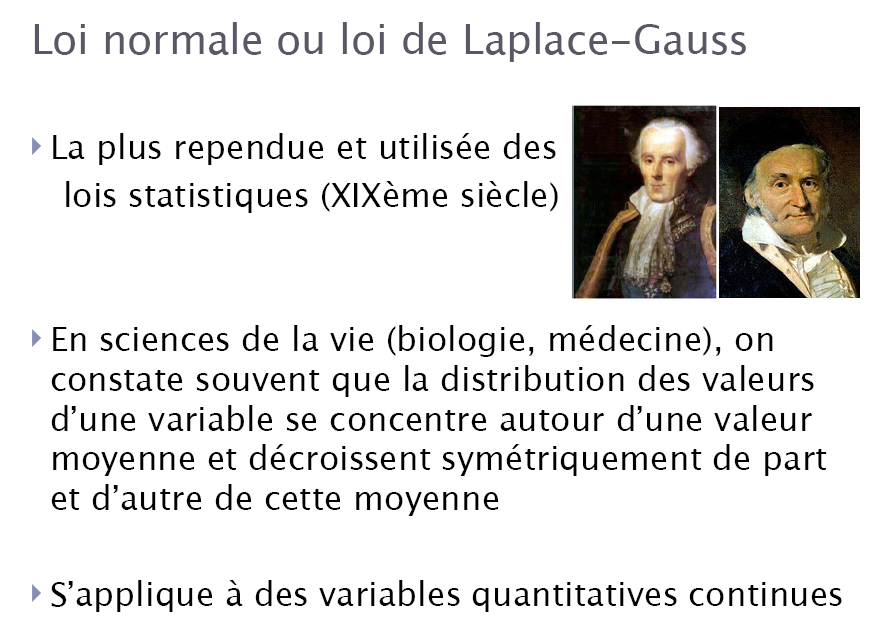 Loi normale ou loi de Laplace-Gauss
La plus rependue et utilisée des
lois statistiques (XIXème siècle)
En sciences de la vie (biologie, médecine), on
constate souvent que la distribution des valeurs
d’une variable se concentre autour d’une valeur
moyenne et décroissent symétriquement de part
et d’autre de cette moyenne
S’applique à des variables quantitatives continues